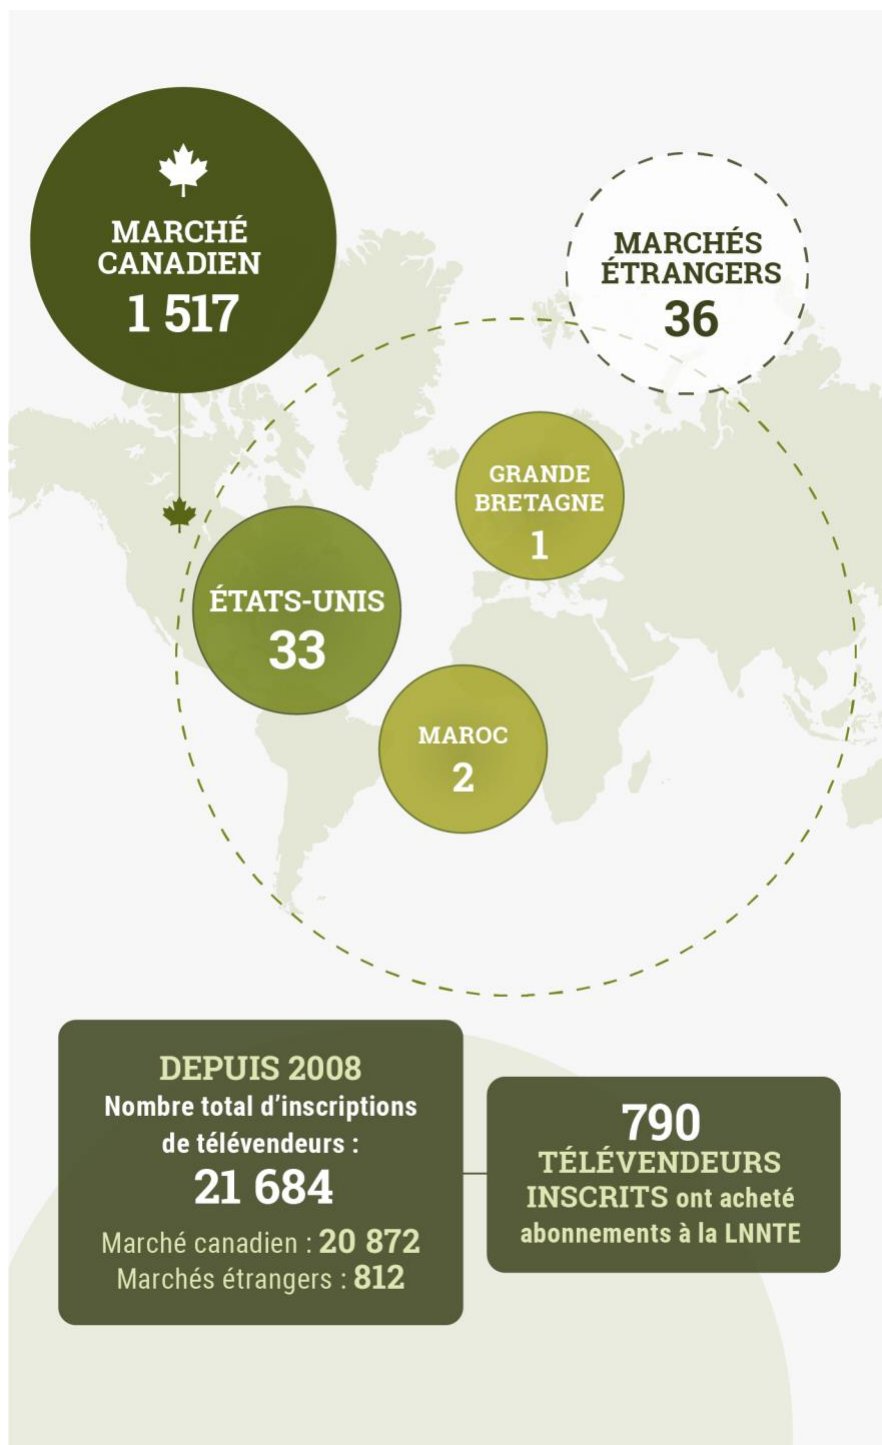 MARCHÉ
CANADIEN
1 517
MARCHÉS
ÉTRANGERS
36
GRANDE
BRETAGNE
1
ÉTATS-UNIS
33
MAROC
2
DEPUIS 2008
Nombre total d’inscriptions
de télévendeurs :
21 684
Marché canadien : 20 872
Marchés étrangers : 812
790
TÉLÉVENDEURS
INSCRITS ont acheté
abonnements à la LNNTE